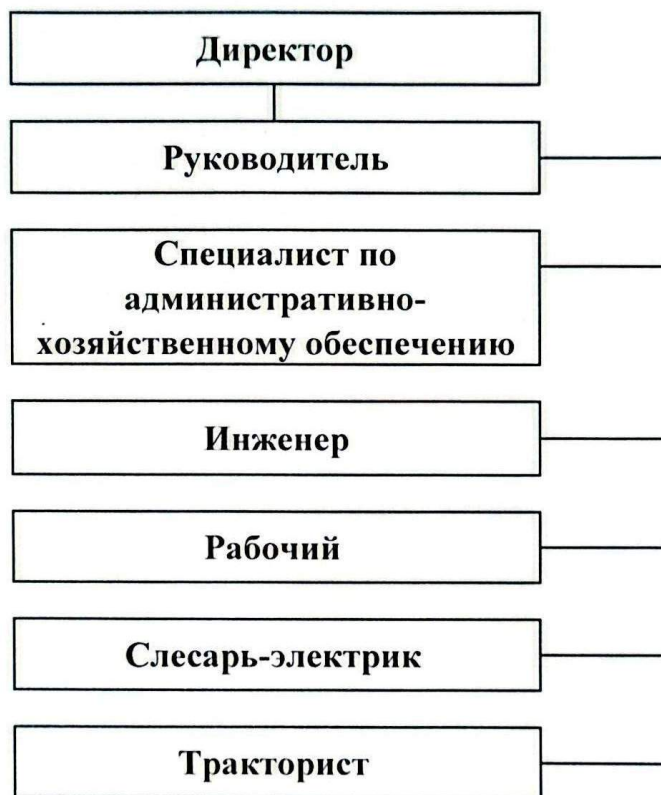 Директор
Руководитель
Специалист по
административно-
хозяйственному обеспечению
Инженер
Рабочий
Слесарь-электрик
Тракторист